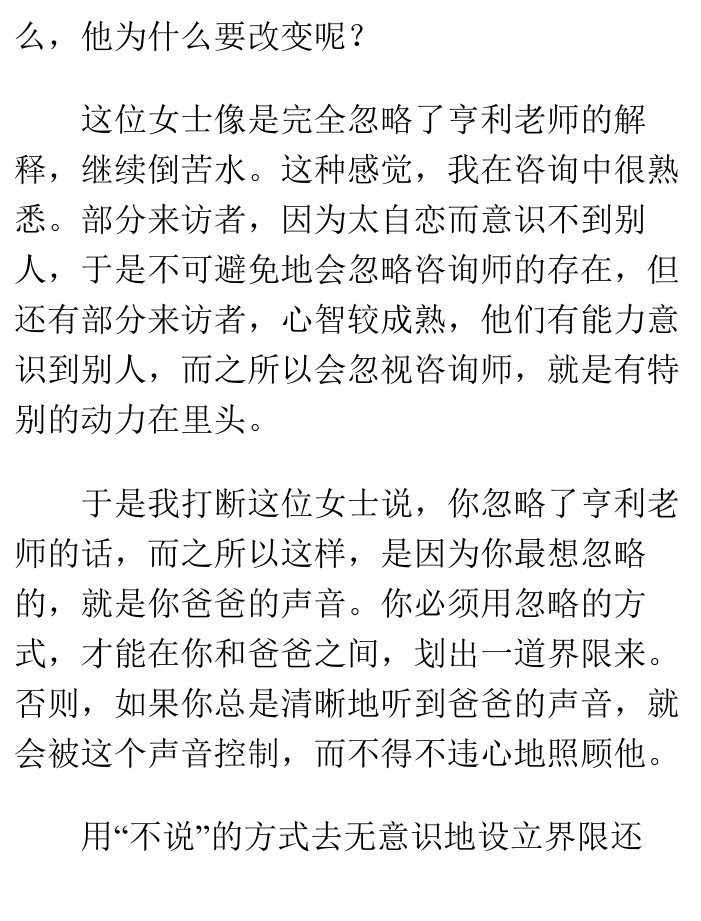 么，他为什么要改变呢？
这位女士像是完全忽略了亨利老师的解
释，继续倒苦水。这种感觉，我在咨询中很熟
悉。部分来访者，因为太自恋而意识不到别
人，于是不可避免地会忽略咨询师的存在，但
还有部分来访者，心智较成熟，他们有能力意
识到别人，而之所以会忽视咨询师，就是有特
别的动力在里头。
于是我打断这位女士说，你忽略了亨利老
师的话，而之所以这样，是因为你最想忽略
的，就是你爸爸的声音。你必须用忽略的方
式，才能在你和爸爸之间，划出一道界限来。
否则，如果你总是清晰地听到爸爸的声音，就
会被这个声音控制，而不得不违心地照顾他。
用“不说”的方式去无意识地设立界限还